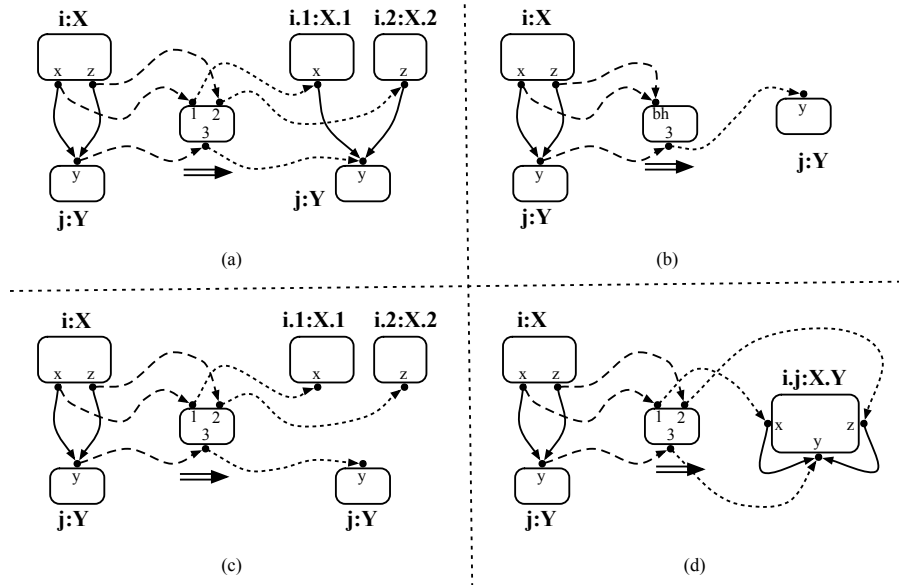 i:X i.1:X.1 i.2:X.2
x z x z
1 2
3
y y
j:Y j:Y
(a)
i:X
x z
bh
3
y
y
j:Y
j:Y
(b)
i:X i.1:X.1 i.2:X.2
x z x z
1 2
3
y y
j:Y j:Y
(c)
i:X
i.j:X.Y
x z
1 2
x z
3
y
y
j:Y
(d)